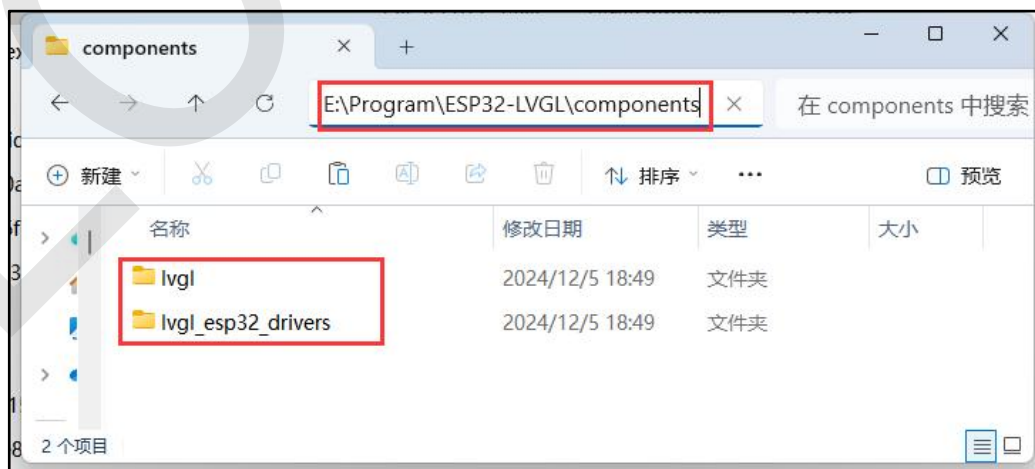 components
E:\Program\ESP32-LVGL\components
在 components 中搜索
新建
排序
预览
名称 修改日期 类型 大小
lvgl 2024/12/5 18:49 文件夹
lvgl_esp32_drivers 2024/12/5 18:49 文件夹
2 个项目